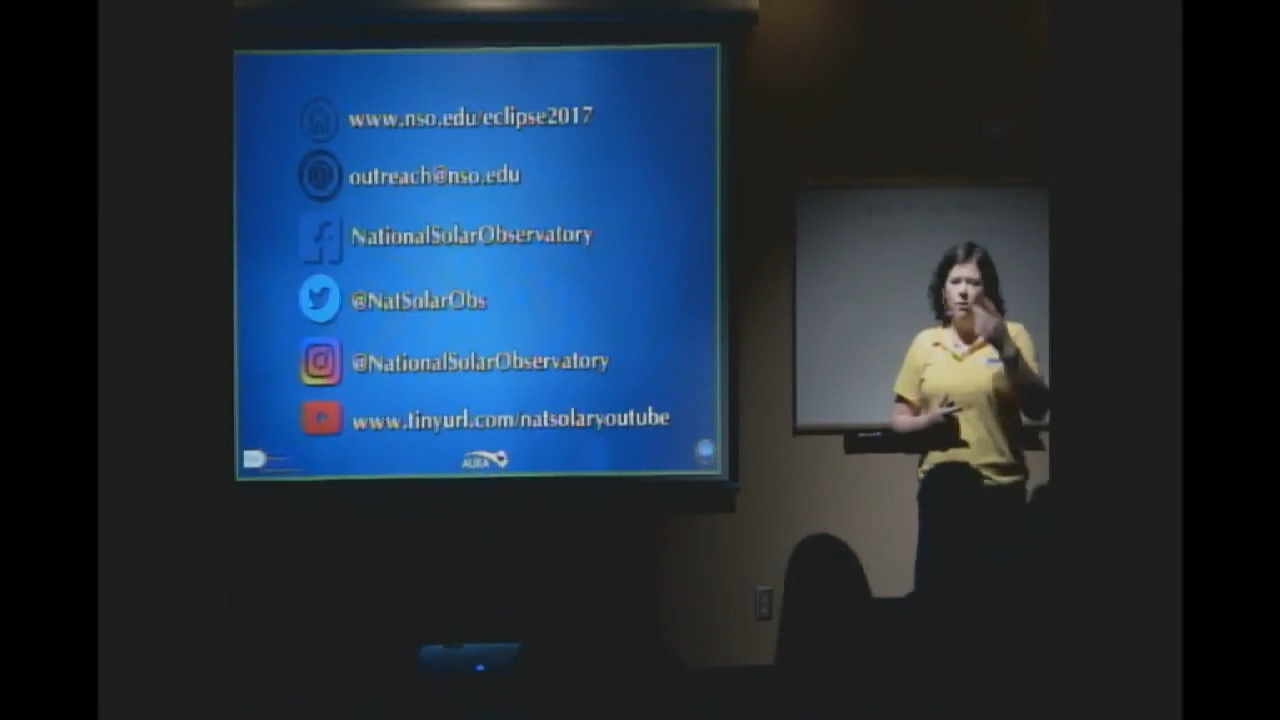 www.nso.edu/eclipse2017
outreach@nso.edu
NationalSolarObservatory
@NatSolarObs
@NationalSolarObservatory
www.tinyurl.com/natsolaryoutube
AURA